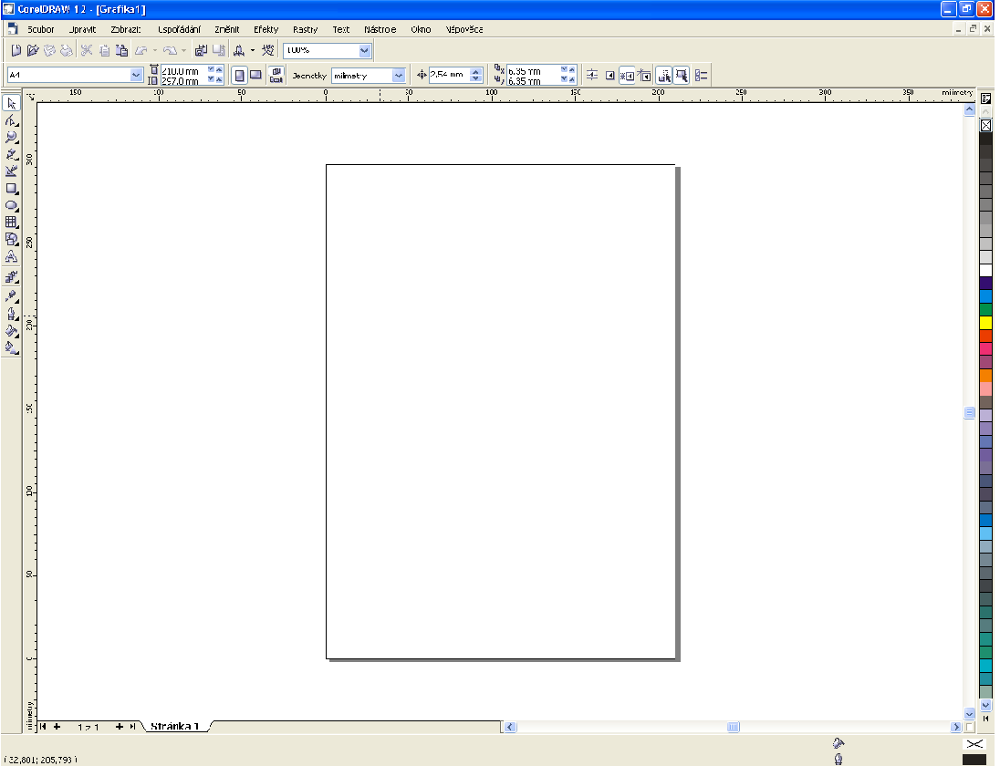 CorelDRAW 12 - [Grafika1]
Soubor Upravit Zobrazit Uspořádání Změnit Efekty Rastry Text Nástroje Okno Nápověda
100%
A4 210.0 mm Jednotky milimetry 2,54 mm 6.35 mm
297.0 mm 6.35 mm
150 100 50 0 50 100 150 200 250 300 350 milimetry
300
250
200
150
100
50
0
milimetry
1 z 1 Stránka 1
( 32,801; 205,793 )